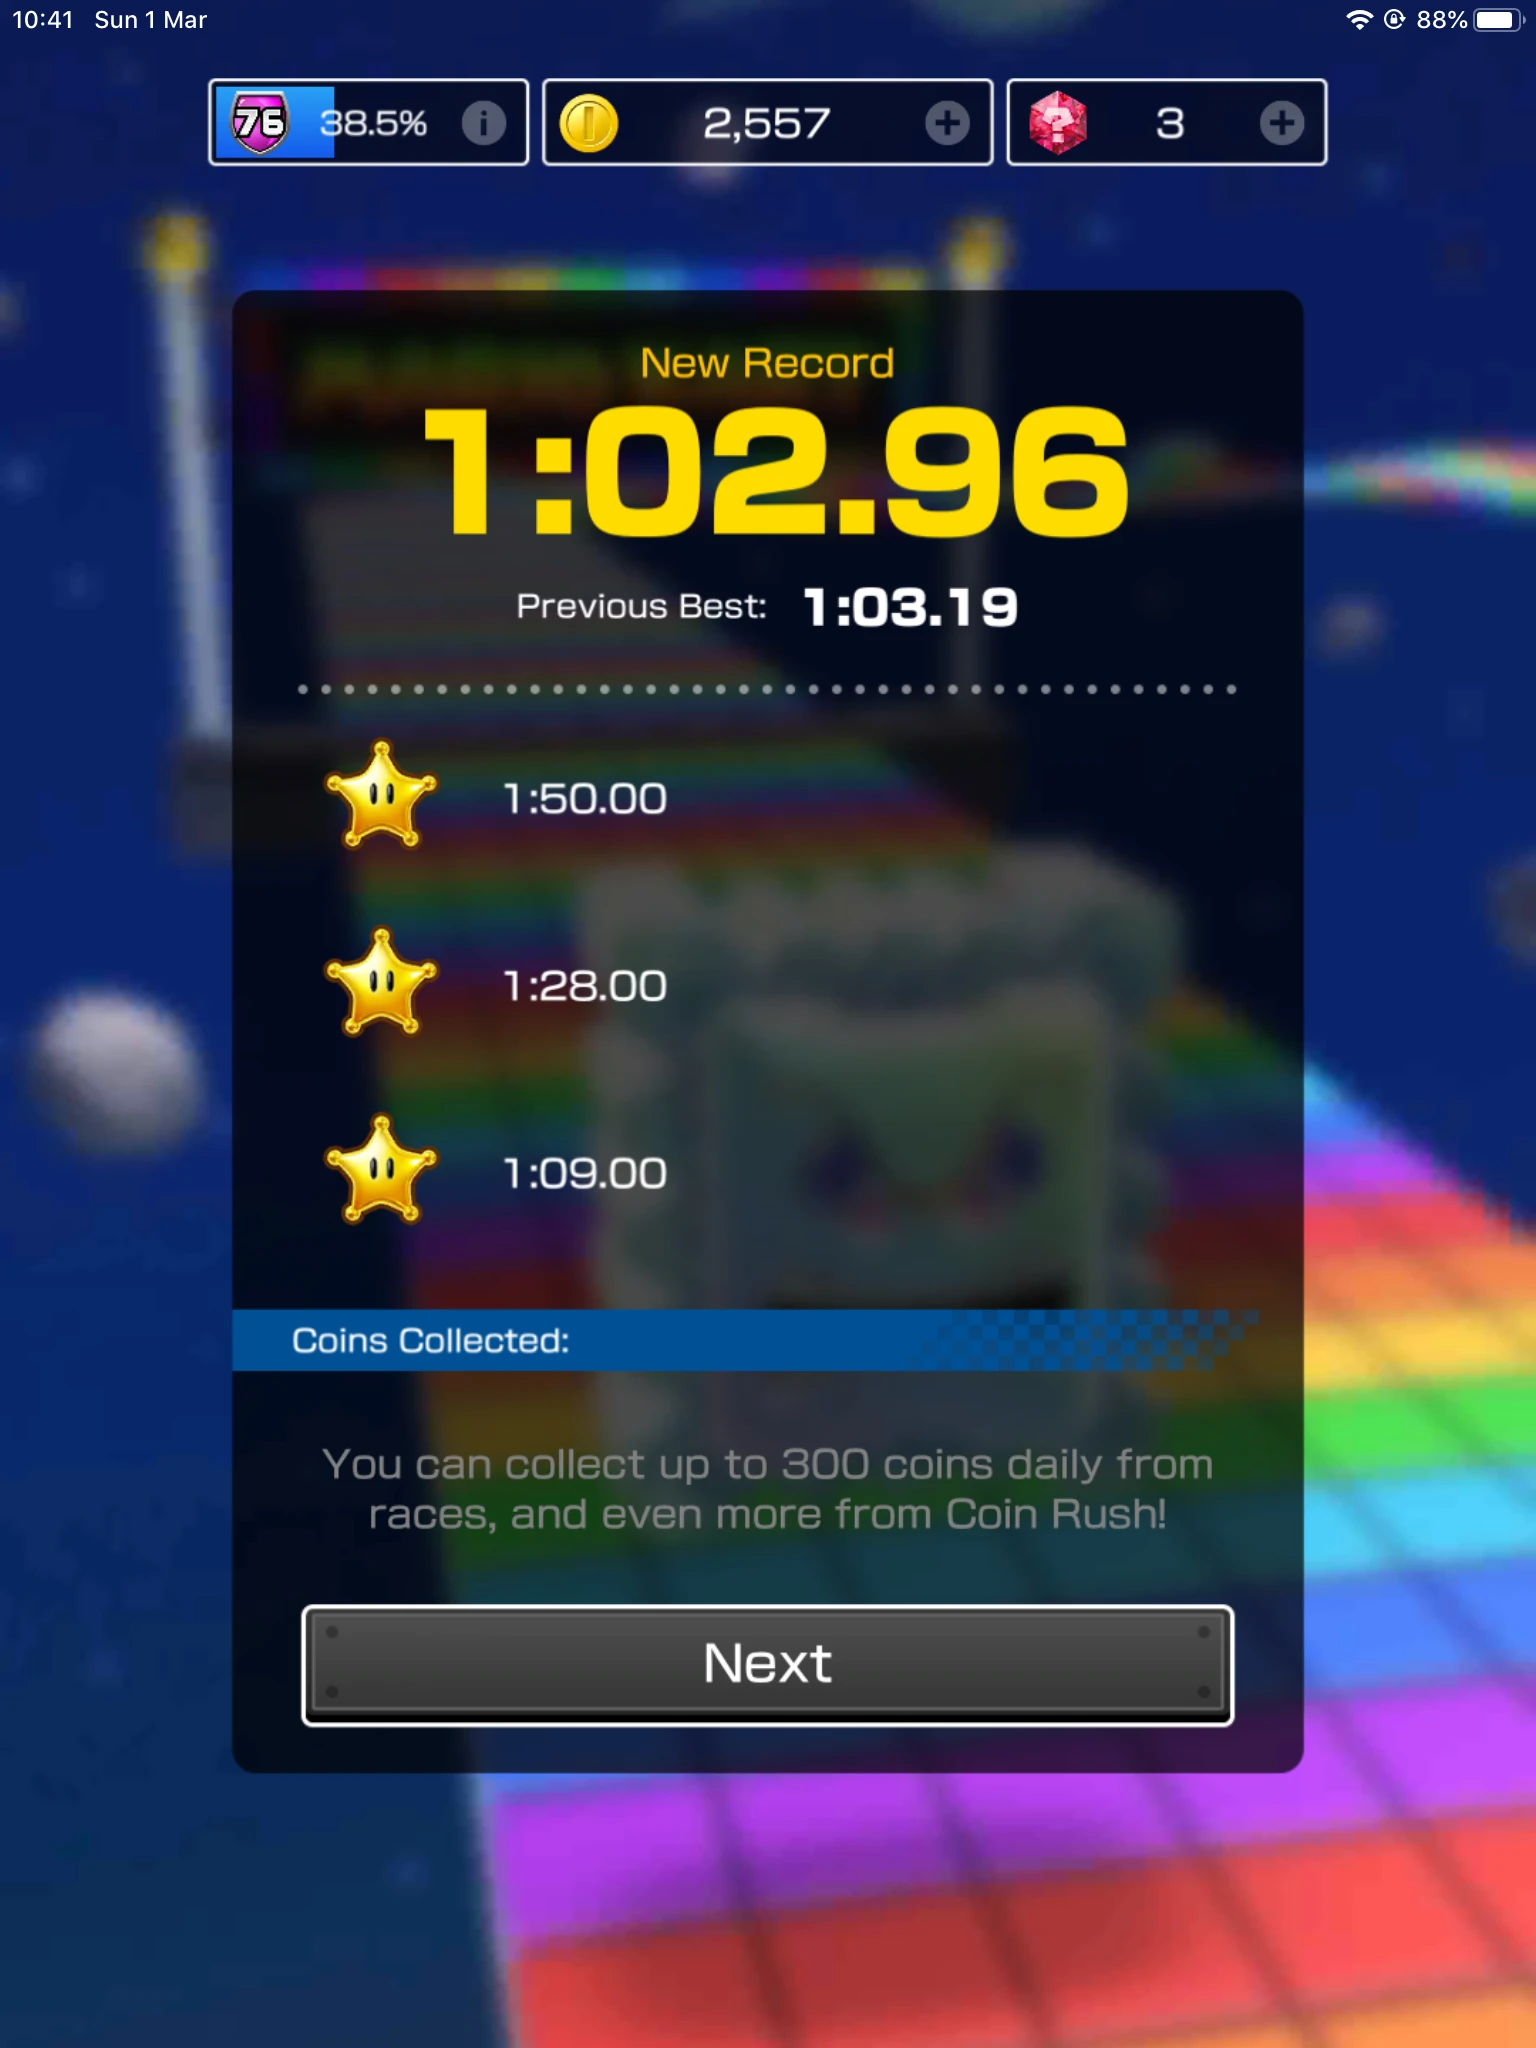 10:41 Sun 1 Mar 88%
76 38.5% i 2,557 + ? 3 +
New Record
1:02.96
Previous Best: 1:03.19
1:50.00
1:28.00
1:09.00
Coins Collected:
You can collect up to 300 coins daily from
races, and even more from Coin Rush!
Next